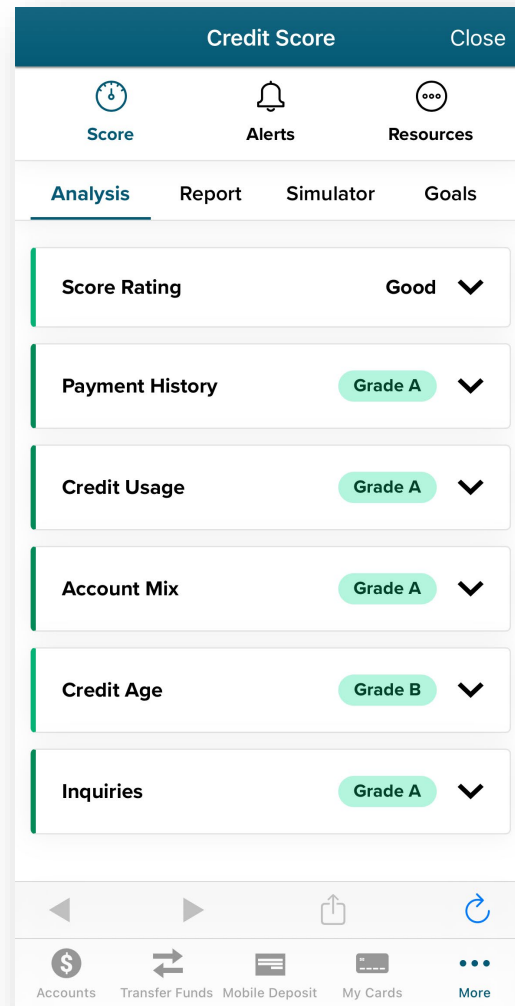 Credit Score Close
Score Alerts Resources
Analysis Report Simulator Goals
Score Rating Good
Payment History Grade A
Credit Usage Grade A
Account Mix Grade A
Credit Age Grade B
Inquiries Grade A
Accounts Transfer Funds Mobile Deposit My Cards More